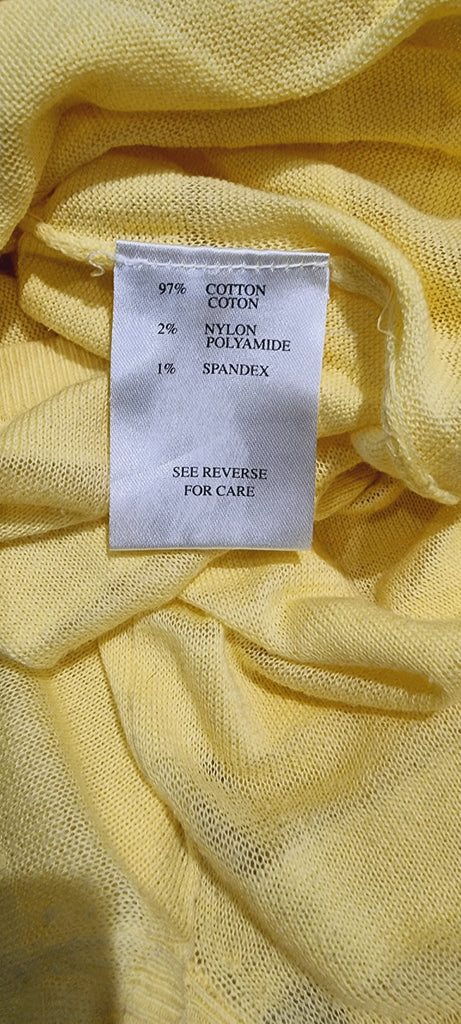 97% COTTON
COTON
2% NYLON
POLYAMIDE
1% SPANDEX
SEE REVERSE
FOR CARE